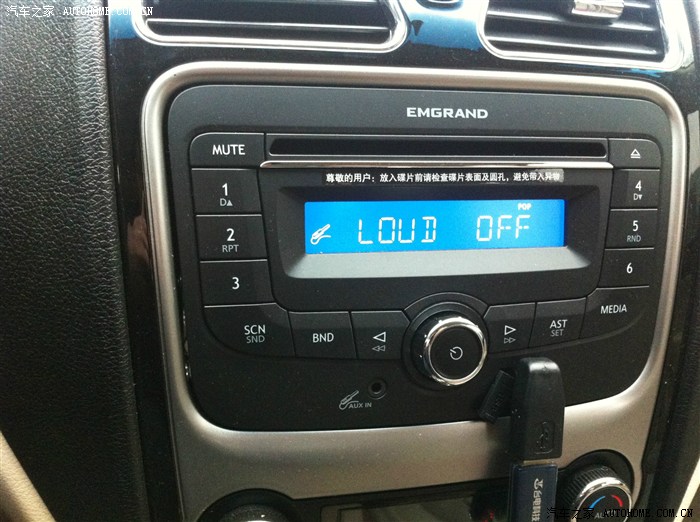 汽车之家 AUTOHOME.COM.CN
EMGRAND
MUTE
尊敬的用户：放入碟片前请检查碟片表面及圆孔，避免带入异物
1
D▲
4
D▼
POP
LOUD OFF
2
RPT
5
RND
3
6
SCN
SND
BND
AST
SET
MEDIA
AUX IN
汽车之家 AUTOHOME.COM.CN